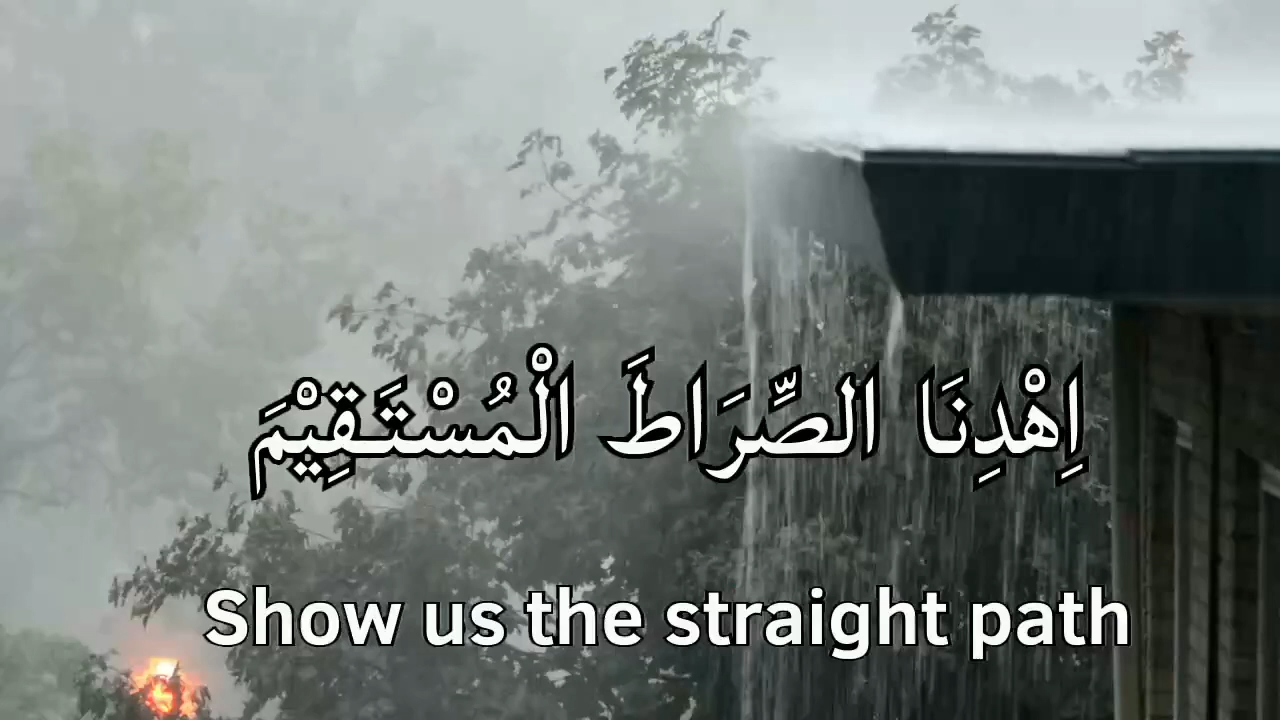 اِهْدِنَا الصِّرَاطَ الْمُسْتَقِيْمَ
Show us the straight path